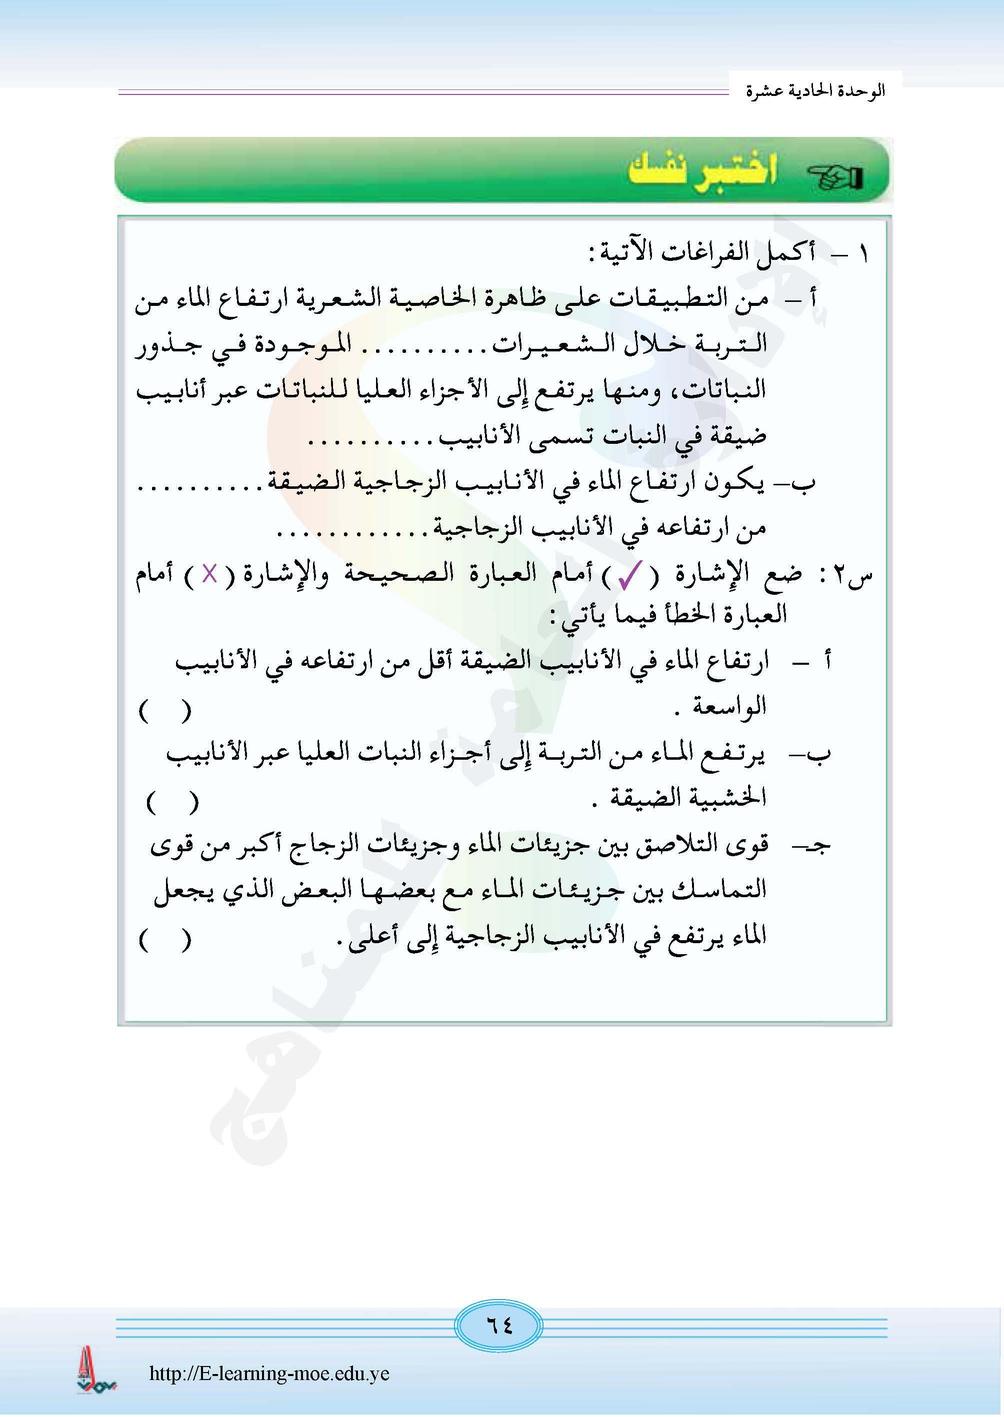 الوحدة الحادية عشرة
اختبر نفسك
١ – أكمل الفراغات الآتية:
أ – من التطبيقات على ظاهرة الخاصية الشعرية ارتفاع الماء من
التربة خلال الشعيرات.......... الموجودة في جذور
النباتات، ومنها يرتفع إلى الأجزاء العليا للنباتات عبر أنابيب
ضيقة في النبات تسمى الأنابيب..........
ب– يكون ارتفاع الماء في الأنابيب الزجاجية الضيقة..........
من ارتفاعه في الأنابيب الزجاجية............
س٢: ضع الإشارة (✓) أمام العبارة الصحيحة والإشارة (X) أمام
العبارة الخطأ فيما يأتي:
أ – ارتفاع الماء في الأنابيب الضيقة أقل من ارتفاعه في الأنابيب
الواسعة . ( )
ب– يرتفع الماء من التربة إلى أجزاء النبات العليا عبر الأنابيب
الخشبية الضيقة . ( )
جـ– قوى التلاصق بين جزيئات الماء وجزيئات الزجاج أكبر من قوى
التماسك بين جزيئات الماء مع بعضها البعض الذي يجعل
الماء يرتفع في الأنابيب الزجاجية إلى أعلى. ( )
٦٤
http://E-learning-moe.edu.ye